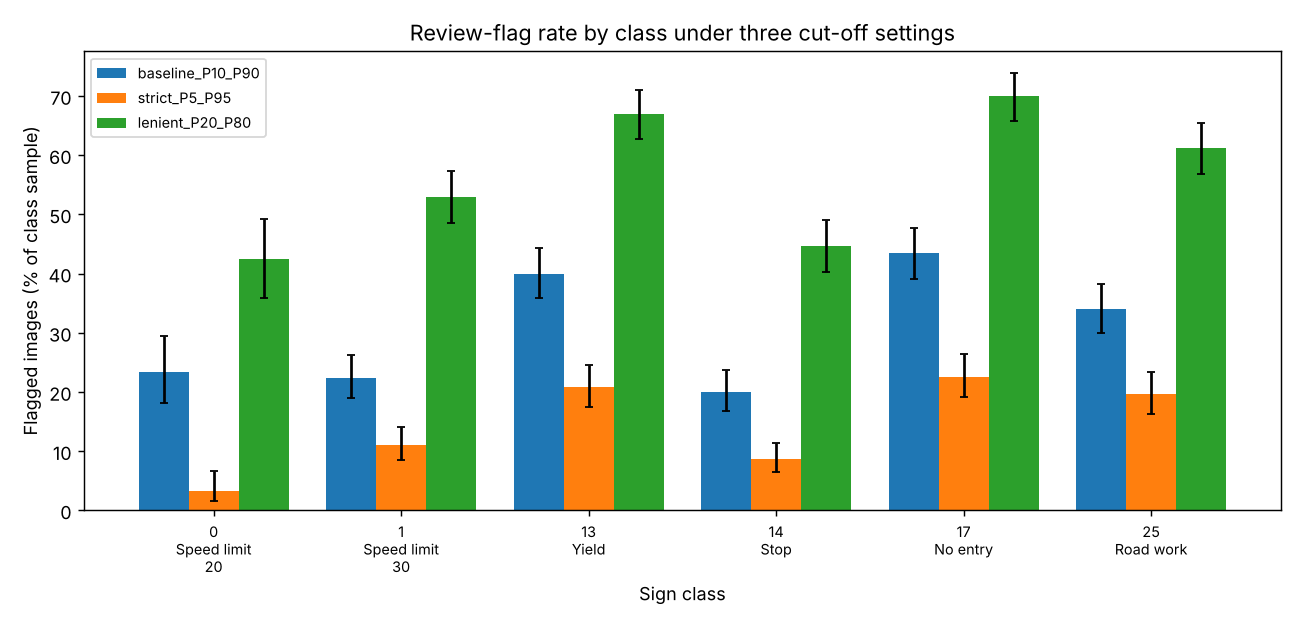 Review-flag rate by class under three cut-off settings
baseline_P10_P90
strict_P5_P95
lenient_P20_P80
Flagged images (% of class sample)
70
60
50
40
30
20
10
0
0
Speed limit
20
1
Speed limit
30
13
Yield
14
Stop
17
No entry
25
Road work
Sign class